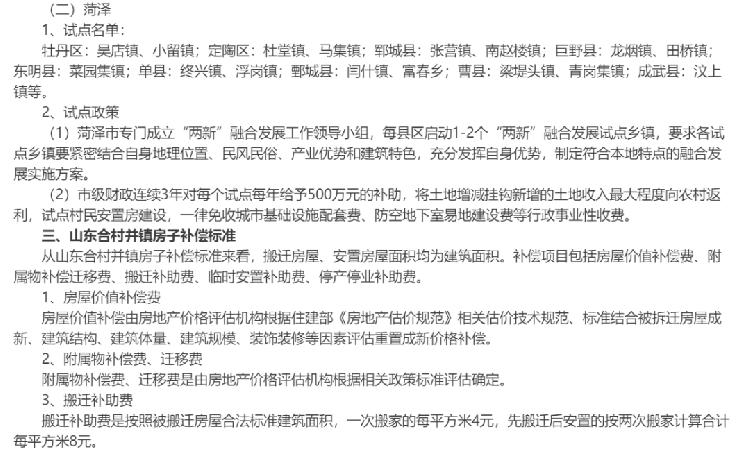 （二）菏泽
1、试点名单：
牡丹区：吴店镇、小留镇；定陶区：杜堂镇、马集镇；郓城县：张营镇、南赵楼镇；巨野县：龙堌镇、田桥镇；
东明县：菜园集镇；单县：终兴镇、浮岗镇；鄄城县：闫什镇、富春乡；曹县：梁堤头镇、青岗集镇；成武县：汶上
镇等。
2、试点政策
（1）菏泽市专门成立“两新”融合发展工作领导小组，每县区启动1-2个“两新”融合发展试点乡镇，要求各试
点乡镇要紧密结合自身地理位置、民风民俗、产业优势和建筑特色，充分发挥自身优势，制定符合本地特点的融合发
展实施方案。
（2）市级财政连续3年对每个试点每年给予500万元的补助，将土地增减挂钩新增的土地收入最大程度向农村返
利，试点村民安置房建设，一律免收城市基础设施配套费、防空地下室易地建设费等行政事业性收费。
三、山东合村并镇房子补偿标准
从山东合村并镇房子补偿标准来看，搬迁房屋、安置房屋面积均为建筑面积。补偿项目包括房屋价值补偿费、附
属物补偿迁移费、搬迁补助费、临时安置补助费、停产停业补助费。
1、房屋价值补偿费
房屋价值补偿由房地产价格评估机构根据住建部《房地产估价规范》相关估价技术规范、标准结合被拆迁房屋成
新、建筑结构、建筑体量、建筑规模、装饰装修等因素评估重置成新价格补偿。
2、附属物补偿费、迁移费
附属物补偿费、迁移费是由房地产价格评估机构根据相关政策标准评估确定。
3、搬迁补助费
搬迁补助费是按照被搬迁房屋合法标准建筑面积，一次搬家的每平方米4元，先搬迁后安置的按两次搬家计算合计
每平方米8元。